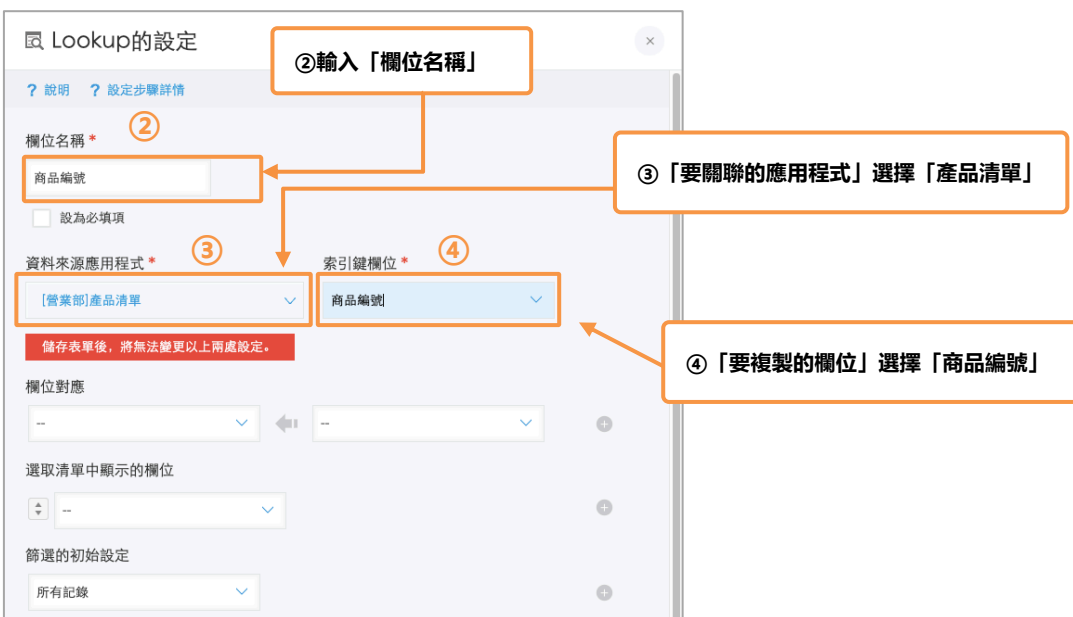 Lookup的設定
②輸入「欄位名稱」
? 說明 ? 設定步驟詳情
②
欄位名稱 *
商品編號
③「要關聯的應用程式」選擇「產品清單」
設為必填項
③ ④
資料來源應用程式 * 索引鍵欄位 *
[營業部]產品清單 商品編號
儲存表單後，將無法變更以上兩處設定。
④「要複製的欄位」選擇「商品編號」
欄位對應
-- --
選取清單中顯示的欄位
--
篩選的初始設定
所有記錄